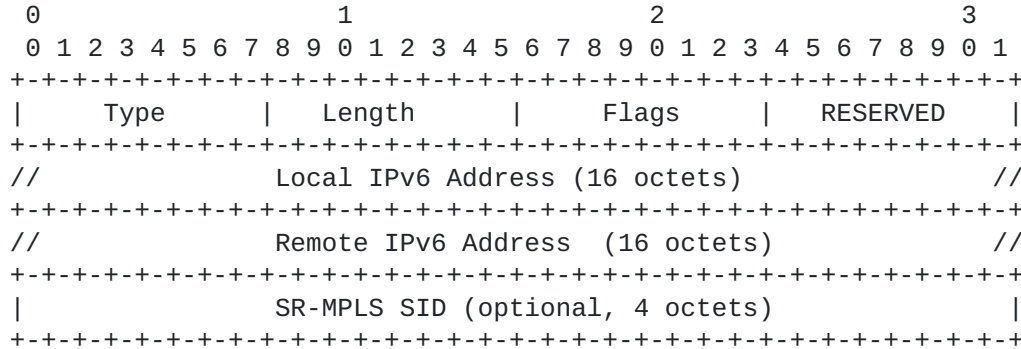 0                   1                   2                   3
 0 1 2 3 4 5 6 7 8 9 0 1 2 3 4 5 6 7 8 9 0 1 2 3 4 5 6 7 8 9 0 1
+-+-+-+-+-+-+-+-+-+-+-+-+-+-+-+-+-+-+-+-+-+-+-+-+-+-+-+-+-+-+-+-+
|     Type      |   Length      |     Flags     |   RESERVED    |
+-+-+-+-+-+-+-+-+-+-+-+-+-+-+-+-+-+-+-+-+-+-+-+-+-+-+-+-+-+-+-+-+
//               Local IPv6 Address (16 octets)                //
+-+-+-+-+-+-+-+-+-+-+-+-+-+-+-+-+-+-+-+-+-+-+-+-+-+-+-+-+-+-+-+-+
//               Remote IPv6 Address  (16 octets)              //
+-+-+-+-+-+-+-+-+-+-+-+-+-+-+-+-+-+-+-+-+-+-+-+-+-+-+-+-+-+-+-+-+
|                SR-MPLS SID (optional, 4 octets)               |
+-+-+-+-+-+-+-+-+-+-+-+-+-+-+-+-+-+-+-+-+-+-+-+-+-+-+-+-+-+-+-+-+